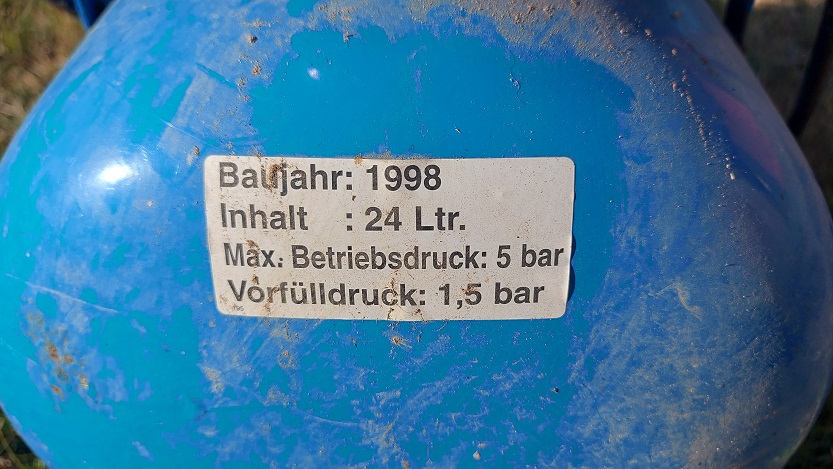 Baujahr: 1998
Inhalt : 24 Ltr.
Max. Betriebsdruck: 5 bar
Vorfülldruck: 1,5 bar